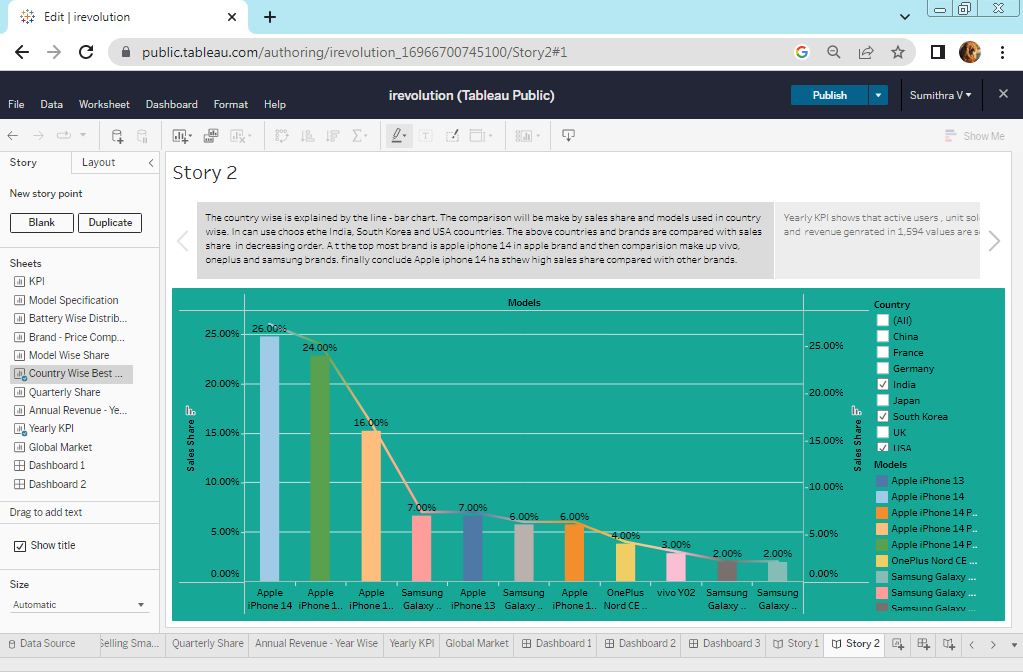 Edit | irevolution
public.tableau.com/authoring/irevolution_16966700745100/Story2#1
irevolution (Tableau Public)
Publish
Sumithra V
File Data Worksheet Dashboard Format Help
Show Me
Story Layout
New story point
Blank Duplicate
Sheets
KPI
Model Specification
Battery Wise Distrib...
Brand - Price Comp...
Model Wise Share
Country Wise Best ...
Quarterly Share
Annual Revenue - Ye...
Yearly KPI
Global Market
Dashboard 1
Dashboard 2
Drag to add text
Show title
Size
Automatic
Story 2
The country wise is explained by the line - bar chart. The comparison will be make by sales share and models used in country
wise. In can use choos ethe India, South Korea and USA coountries. The above countries and brands are compared with sales
share in decreasing order. A t the top most brand is apple iphone 14 in apple brand and then comparision make up vivo,
oneplus and samsung brands. finally conclude Apple iphone 14 ha sthew high sales share compared with other brands.
Yearly KPI shows that active users , unit sol
and revenue genrated in 1,594 values are s
Models
25.00%
20.00%
15.00%
10.00%
5.00%
0.00%
Sales Share
26.00%
24.00%
16.00%
7.00%
7.00%
6.00%
6.00%
4.00%
3.00%
2.00%
2.00%
Apple
iPhone 14
Apple
iPhone 1..
Apple
iPhone 1..
Samsung
Galaxy ..
Apple
iPhone 13
Samsung
Galaxy ..
Apple
iPhone 1..
OnePlus
Nord CE ..
vivo Y02
Samsung
Galaxy ..
Samsung
Galaxy ..
25.00%
20.00%
15.00%
10.00%
5.00%
0.00%
Sales Share
Country
(All)
China
France
Germany
India
Japan
South Korea
UK
USA
Models
Apple iPhone 13
Apple iPhone 14
Apple iPhone 14 P...
Apple iPhone 14 P...
Apple iPhone 14 P...
OnePlus Nord CE ...
Samsung Galaxy ...
Samsung Galaxy ...
Samsung Galaxy ...
Data Source Selling Sma... Quarterly Share Annual Revenue - Year Wise Yearly KPI Global Market Dashboard 1 Dashboard 2 Dashboard 3 Story 1 Story 2